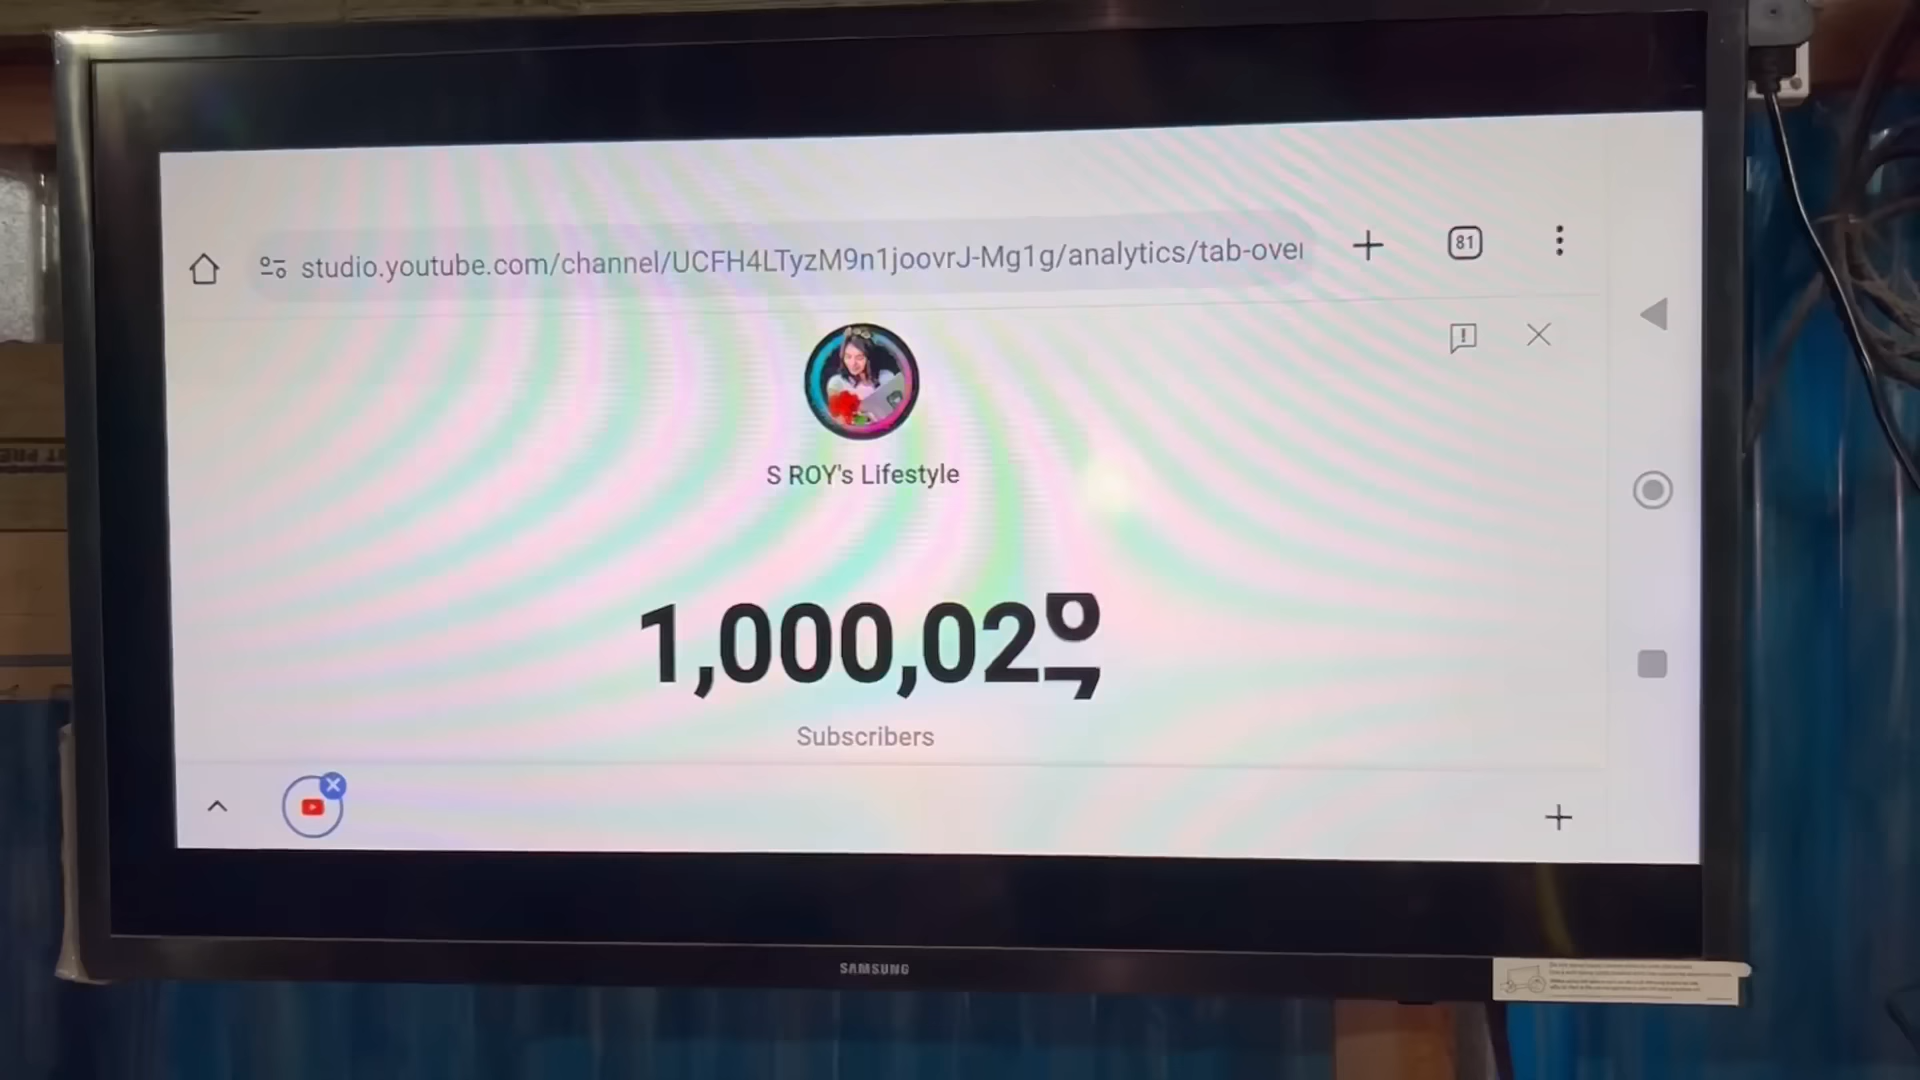 studio.youtube.com/channel/UCFH4LTyzM9n1joovrJ-Mg1g/analytics/tab-over
81
S ROY's Lifestyle
1,000,02
Subscribers
SAMSUNG